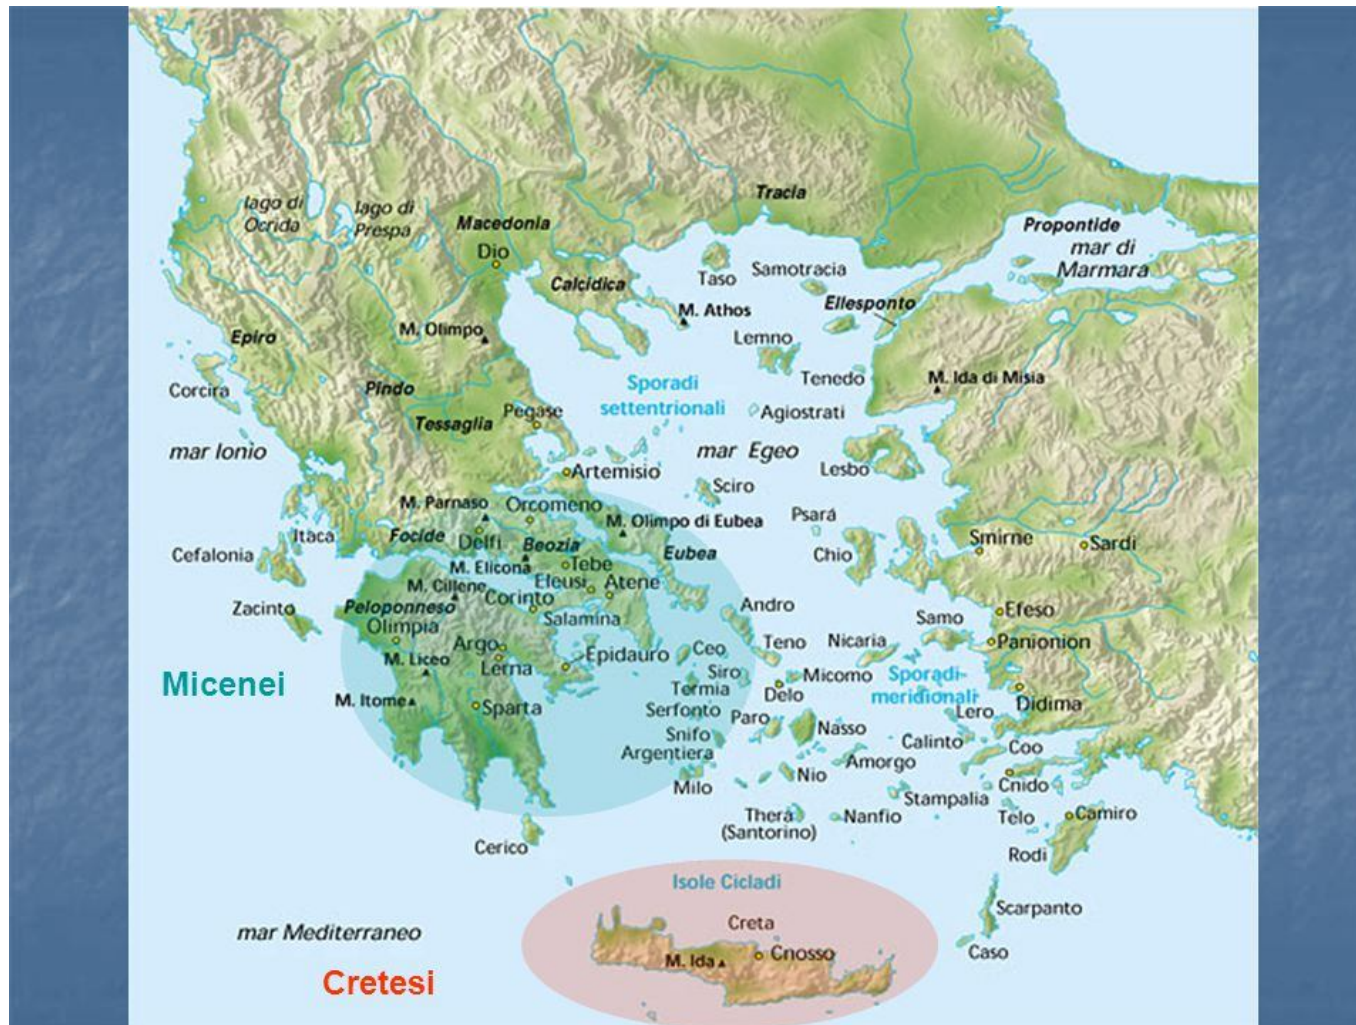 Tracia
lago di
Ocrida
lago di
Prespa
Macedonia
Dio
Propontide
mar di
Marmara
Taso
Samotracia
Calcidica
Ellesponto
M. Athos
Epiro
M. Olimpo
Lemno
Corcira
Pindo
Sporadi
settentrionali
Tenedo
M. Ida di Misia
Tessaglia
Pegase
Agiostrati
mar Ionio
mar Egeo
Lesbo
Artemisio
Sciro
M. Parnaso
Orcomeno
M. Olimpo di Eubea
Psará
Itaca
Focide
Delfi
Beozia
Eubea
Chio
Smirne
Sardi
Cefalonia
M. Elicona
Tebe
M. Cillene
Eleusi
Atene
Zacinto
Peloponneso
Corinto
Salamina
Andro
Samo
Efeso
Olimpia
Argo
Epidauro
Ceo
Teno
Nicaria
Panionion
M. Liceo
Lerna
Siro
Micomo
Sporadi-
meridionali
Micenei
Termia
Delo
M. Itome
Sparta
Serfonto
Paro
Nasso
Lero
Didima
Snifo
Argentiera
Calinto
Coo
Amorgo
Milo
Nio
Cnido
Stampalia
Thera
(Santorino)
Nanfio
Telo
Camiro
Cerico
Rodi
Isole Cicladi
Scarpanto
mar Mediterraneo
Creta
Caso
M. Ida
Cnosso
Cretesi